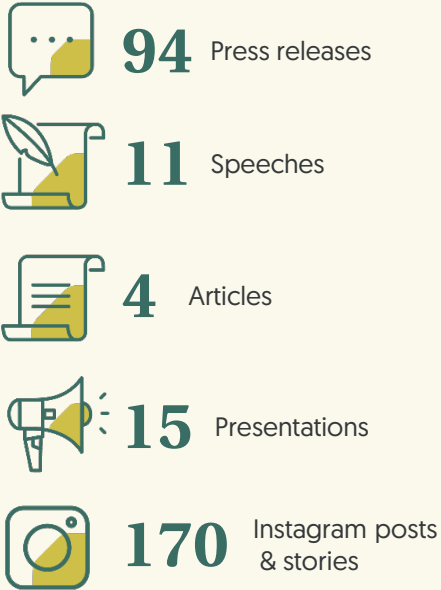 94 Press releases
11 Speeches
4 Articles
15 Presentations
170 Instagram posts
& stories